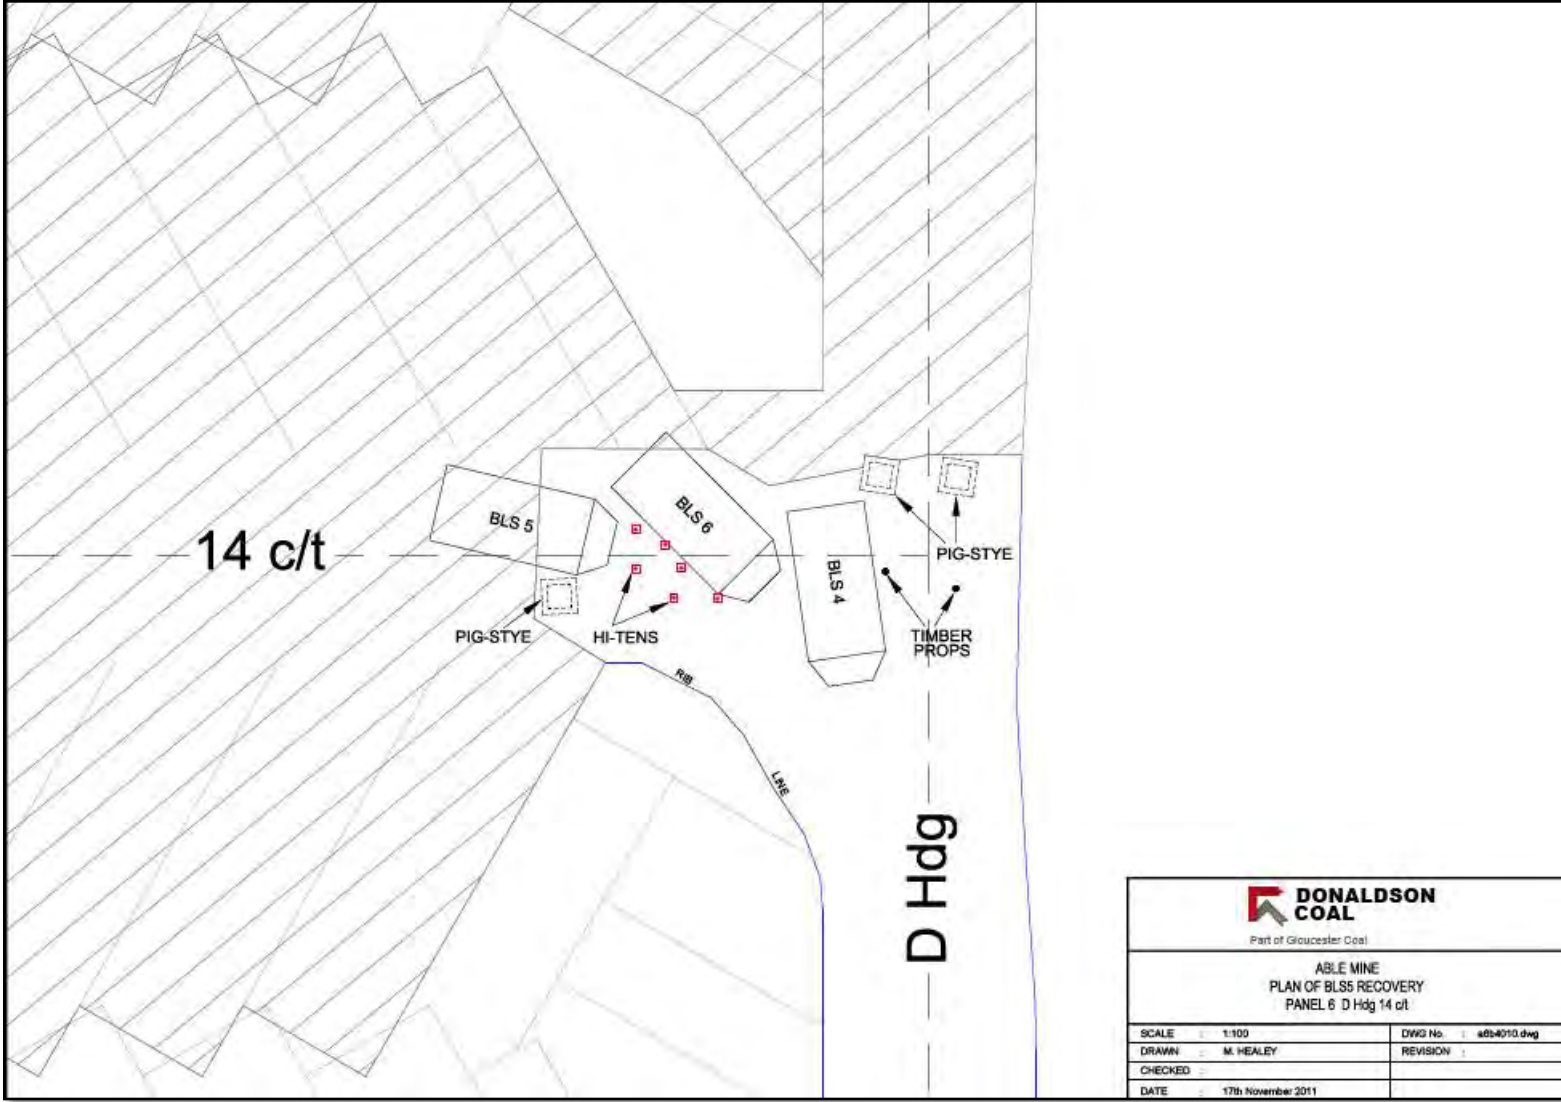 BLS 5
BLS 6
14 c/t
PIG-STYE
BLS 4
PIG-STYE
HI-TENS
TIMBER
PROPS
RIB
LINE
D Hdg
DONALDSON
COAL
Part of Gloucester Coal
ABLE MINE
PLAN OF BLS5 RECOVERY
PANEL 6 D Hdg 14 c/t
SCALE : 1:100 DWG No. : a6b4010.dwg
DRAWN : M. HEALEY REVISION :
CHECKED :
DATE : 17th November 2011